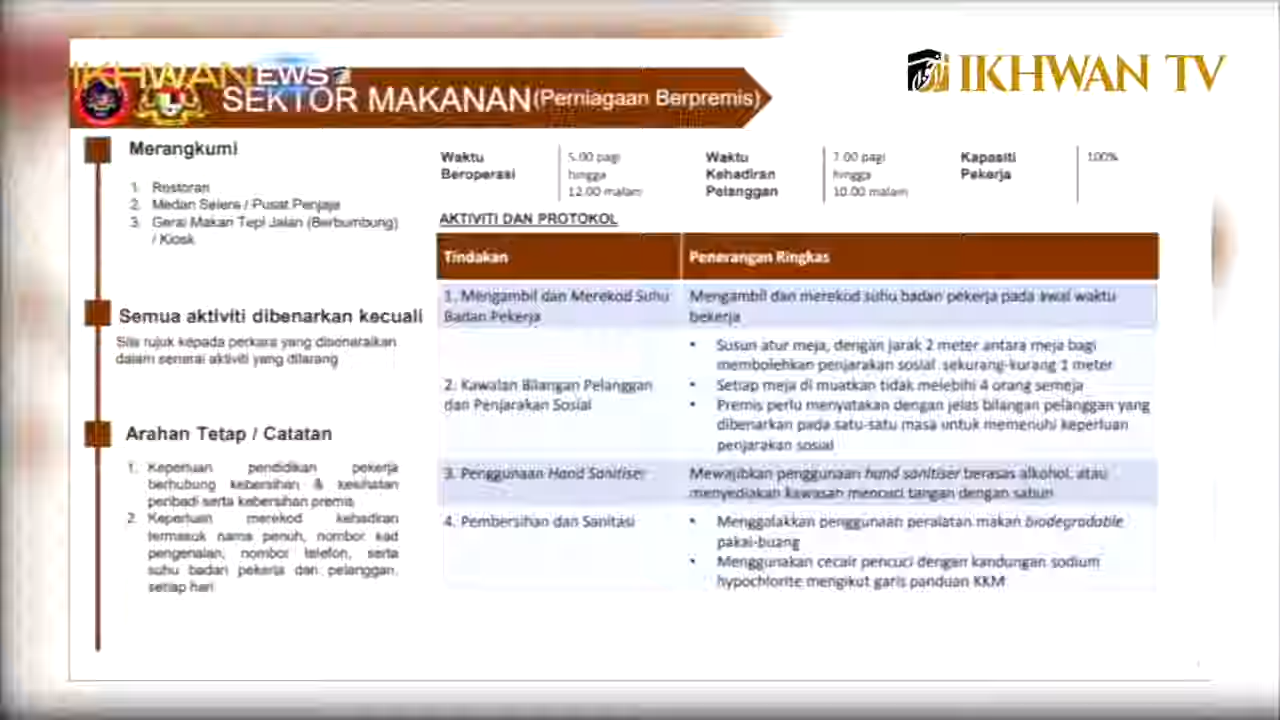 IKHWAN NEWS
IKHWAN TV
SEKTOR MAKANAN (Perniagaan Berpremis)
Merangkumi
1. Restoran
2. Medan Selera / Pusat Penjaja
3. Gerai Makan Tepi Jalan (Berbumbung)
/ Kiosk
Semua aktiviti dibenarkan kecuali
Sila rujuk kepada perkara yang disenaraikan
dalam senarai aktiviti yang dilarang
Arahan Tetap / Catatan
1. Keperluan pendidikan pekerja
berhubung kebersihan & kesihatan
peribadi serta kebersihan premis
2. Keperluan merekod kehadiran
termasuk nama penuh, nombor kad
pengenalan, nombor telefon, serta
suhu badan pekerja dan pelanggan,
setiap hari
Waktu
Beroperasi
5.00 pagi
hingga
12.00 malam
Waktu
Kehadiran
Pelanggan
7.00 pagi
hingga
10.00 malam
Kapasiti
Pekerja
100%
AKTIVITI DAN PROTOKOL
Tindakan
Penerangan Ringkas
1. Mengambil dan Merekod Suhu
Badan Pekerja
Mengambil dan merekod suhu badan pekerja pada awal waktu
bekerja
2. Kawalan Bilangan Pelanggan
dan Penjarakan Sosial
• Susun atur meja, dengan jarak 2 meter antara meja bagi
membolehkan penjarakan sosial sekurang-kurang 1 meter
• Setiap meja di muatkan tidak melebihi 4 orang semeja
• Premis perlu menyatakan dengan jelas bilangan pelanggan yang
dibenarkan pada satu-satu masa untuk memenuhi keperluan
penjarakan sosial
3. Penggunaan Hand Sanitiser
Mewajibkan penggunaan hand sanitiser berasas alkohol, atau
menyediakan kawasan mencuci tangan dengan sabun
4. Pembersihan dan Sanitasi
• Menggalakkan penggunaan peralatan makan biodegradable
pakai-buang
• Menggunakan cecair pencuci dengan kandungan sodium
hypochlorite mengikut garis panduan KKM